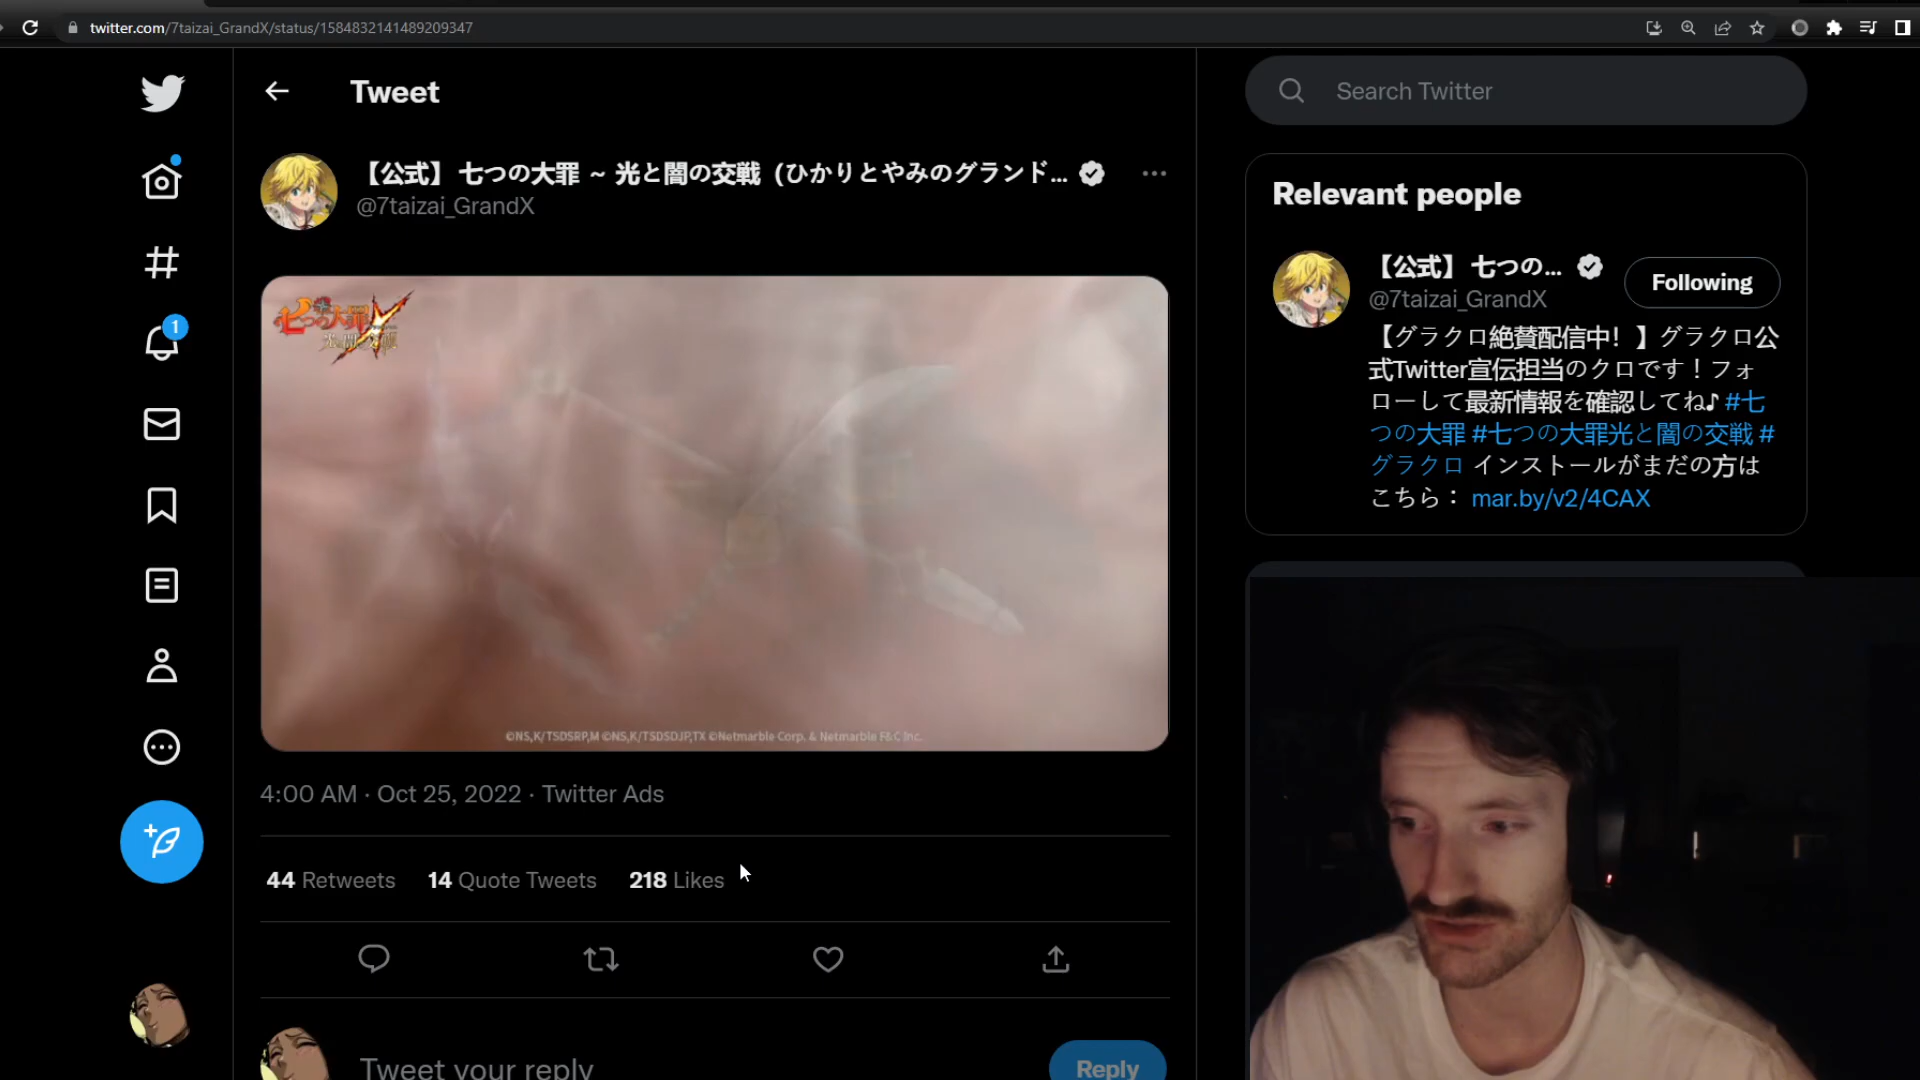 twitter.com/7taizai_GrandX/status/1584832141489209347
Tweet
【公式】七つの大罪 ~ 光と闇の交戦（ひかりとやみのグランド...
@7taizai_GrandX
七つの大罪
光と闇の交戦
©NS,K/TSDSRP,M ©NS,K/TSDSDJP,TX ©Netmarble Corp. & Netmarble F&C Inc.
4:00 AM · Oct 25, 2022 · Twitter Ads
44 Retweets 14 Quote Tweets 218 Likes
Tweet your reply
Reply
1
Search Twitter
Relevant people
【公式】七つの...
@7taizai_GrandX
Following
【グラクロ絶賛配信中！】グラクロ公
式Twitter宣伝担当のクロです！フォ
ローして最新情報を確認してね♪ #七
つの大罪 #七つの大罪光と闇の交戦 #
グラクロ インストールがまだの方は
こちら： mar.by/v2/4CAX